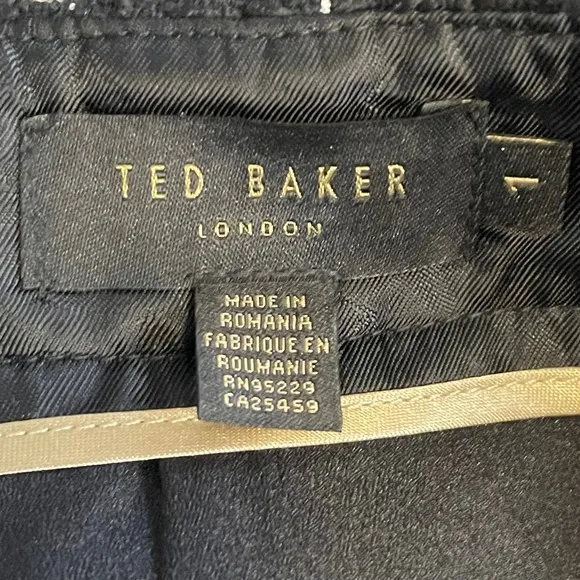 TED BAKER
LONDON
1
MADE IN
ROMANIA
FABRIQUE EN
ROUMANIE
RN95229
CA25459